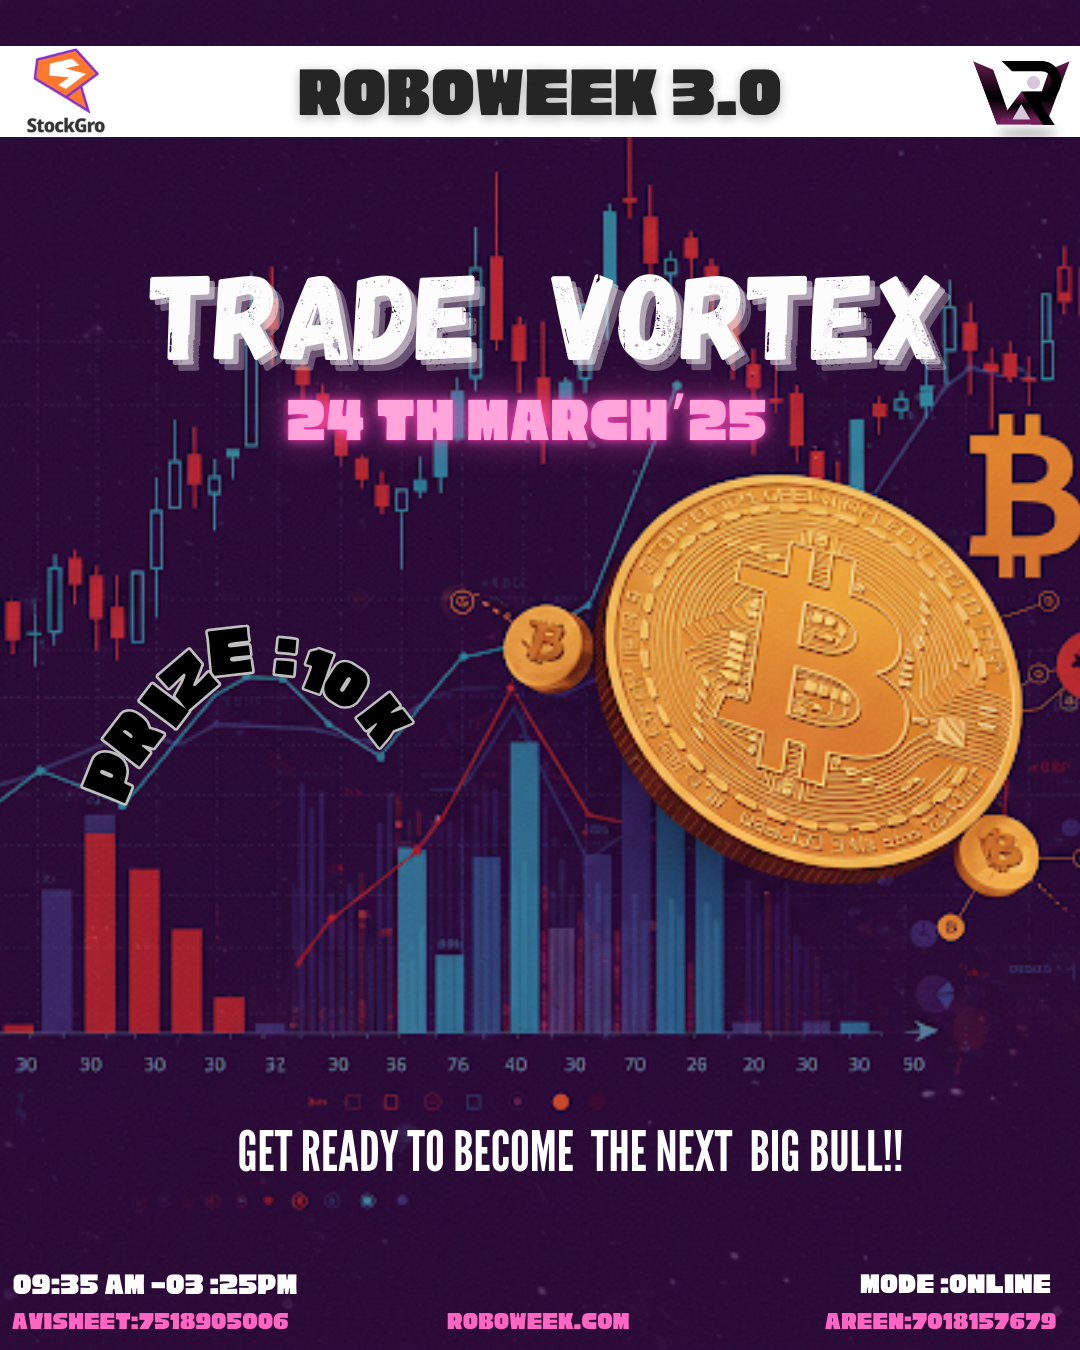 StockGro
ROBOWEEK 3.0
TRADE VORTEX
24 TH MARCH'25
PRIZE :10 K
30 90 30 30 32 30 36 76 40 30 70 26 20 30 30 50
GET READY TO BECOME THE NEXT BIG BULL!!
09:35 AM -03 :25PM
MODE :ONLINE
AVISHEET:7518905006
ROBOWEEK.COM
AREEN:7018157679